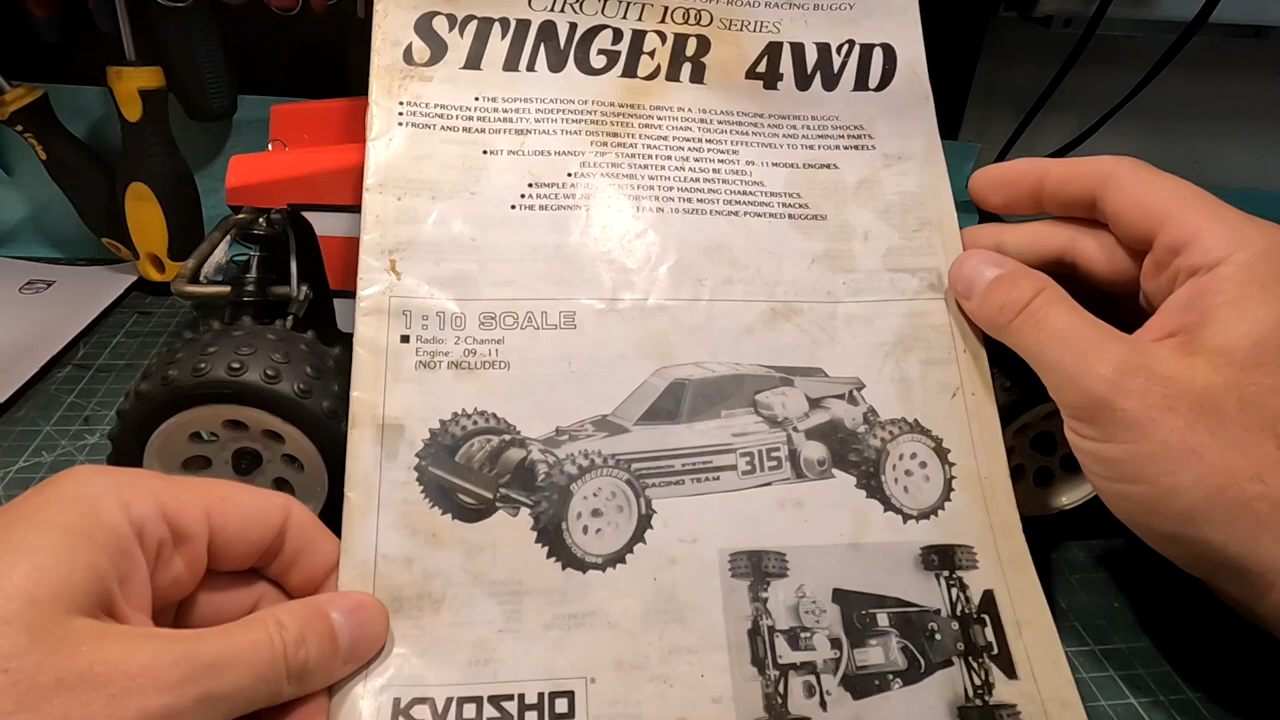 OFF-ROAD RACING BUGGY
CIRCUIT 1000 SERIES
STINGER 4WD
●THE SOPHISTICATION OF FOUR-WHEEL DRIVE IN A .10-CLASS ENGINE-POWERED BUGGY.
●RACE-PROVEN FOUR-WHEEL INDEPENDENT SUSPENSION WITH DOUBLE WISHBONES AND OIL-FILLED SHOCKS.
●DESIGNED FOR RELIABILITY, WITH TEMPERED STEEL DRIVE CHAIN, TOUGH EX66 NYLON AND ALUMINUM PARTS.
●FRONT AND REAR DIFFERENTIALS THAT DISTRIBUTE ENGINE POWER MOST EFFECTIVELY TO THE FOUR WHEELS
FOR GREAT TRACTION AND POWER!
●KIT INCLUDES HANDY "ZIP" STARTER FOR USE WITH MOST .09-.11 MODEL ENGINES.
(ELECTRIC STARTER CAN ALSO BE USED.)
●EASY ASSEMBLY WITH CLEAR INSTRUCTIONS.
●SIMPLE FOR TOP HADNLING CHARACTERISTICS.
●A ON THE MOST DEMANDING TRACKS.
●THE IN .10-SIZED ENGINE-POWERED BUGGIES!
1:10 SCALE
■ Radio: 2-Channel
Engine: .09-.11
(NOT INCLUDED)
SYSTEM
RACING TEAM
315
BRIDGESTONE
KYOSHO